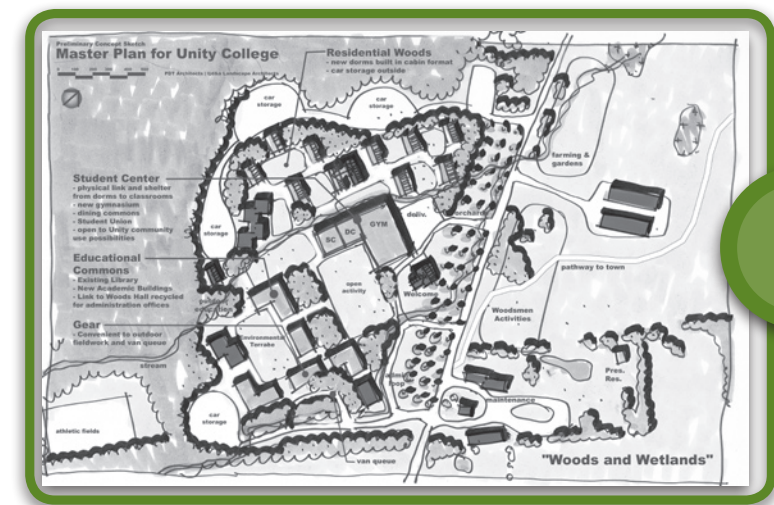 Preliminary Concept Sketch
Master Plan for Unity College
PDT Architects / Landscape Architects
Residential Woods
- new dorms built in cabin format
- car storage outside
car
storage
car
storage
Student Center
- physical link and shelter
from dorms to classrooms
- new gymnasium
- dining commons
- Student Union
- open to Unity community
use possibilities
farming &
gardens
orchard
deliv.
GYM
DC
SC
car
storage
Educational
Commons
- Existing Library
- New Academic Buildings
- Link to Woods Hall recycled
for administration offices
pathway to town
open
activity
Welcome
Woodsmen
Activities
Gear
- Convenient to outdoor
fieldwork and van queue
Environmental
stream
Pres.
Res.
loop
maintenance
car
storage
athletic fields
van queue
"Woods and Wetlands"